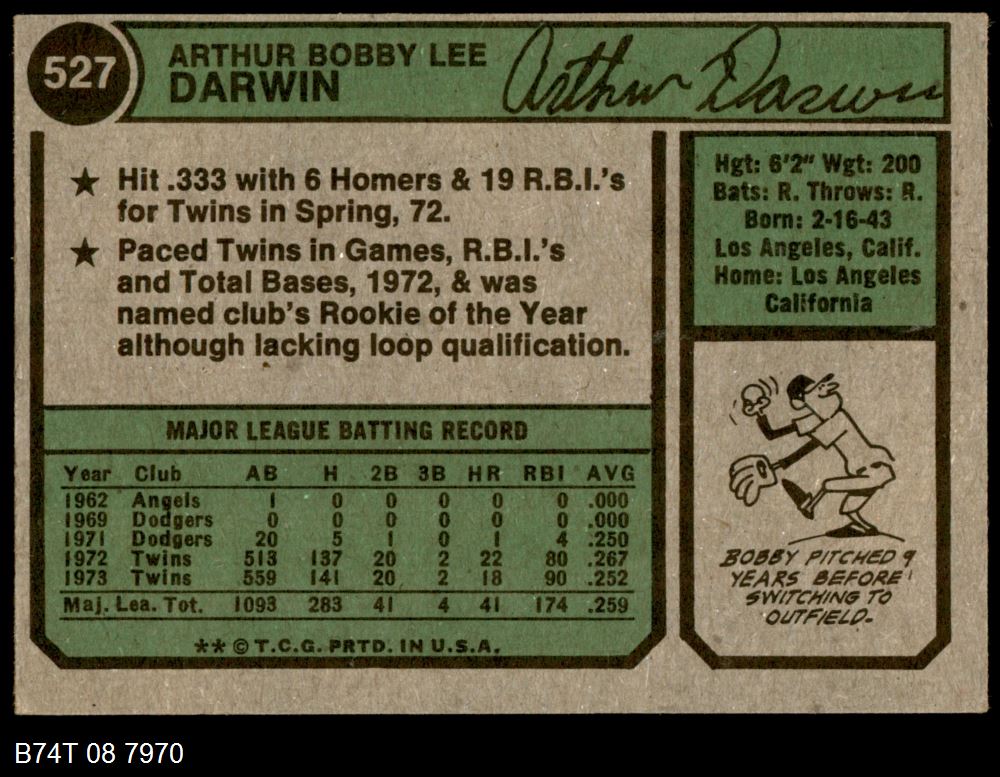 527
ARTHUR BOBBY LEE
DARWIN
Arthur Darwin
★ Hit .333 with 6 Homers & 19 R.B.I.'s
for Twins in Spring, 72.
★ Paced Twins in Games, R.B.I.'s
and Total Bases, 1972, & was
named club's Rookie of the Year
although lacking loop qualification.
Hgt: 6'2" Wgt: 200
Bats: R. Throws: R.
Born: 2-16-43
Los Angeles, Calif.
Home: Los Angeles
California
MAJOR LEAGUE BATTING RECORD
Year Club AB H 2B 3B HR RBI AVG
1962 Angels 1 0 0 0 0 0 .000
1969 Dodgers 0 0 0 0 0 0 .000
1971 Dodgers 20 5 1 0 1 4 .250
1972 Twins 513 137 20 2 22 80 .267
1973 Twins 559 141 20 2 18 90 .252
Maj. Lea. Tot. 1093 283 41 4 41 174 .259
** © T.C.G. PRTD. IN U.S.A.
BOBBY PITCHED 9
YEARS BEFORE
SWITCHING TO
OUTFIELD.
B74T 08 7970